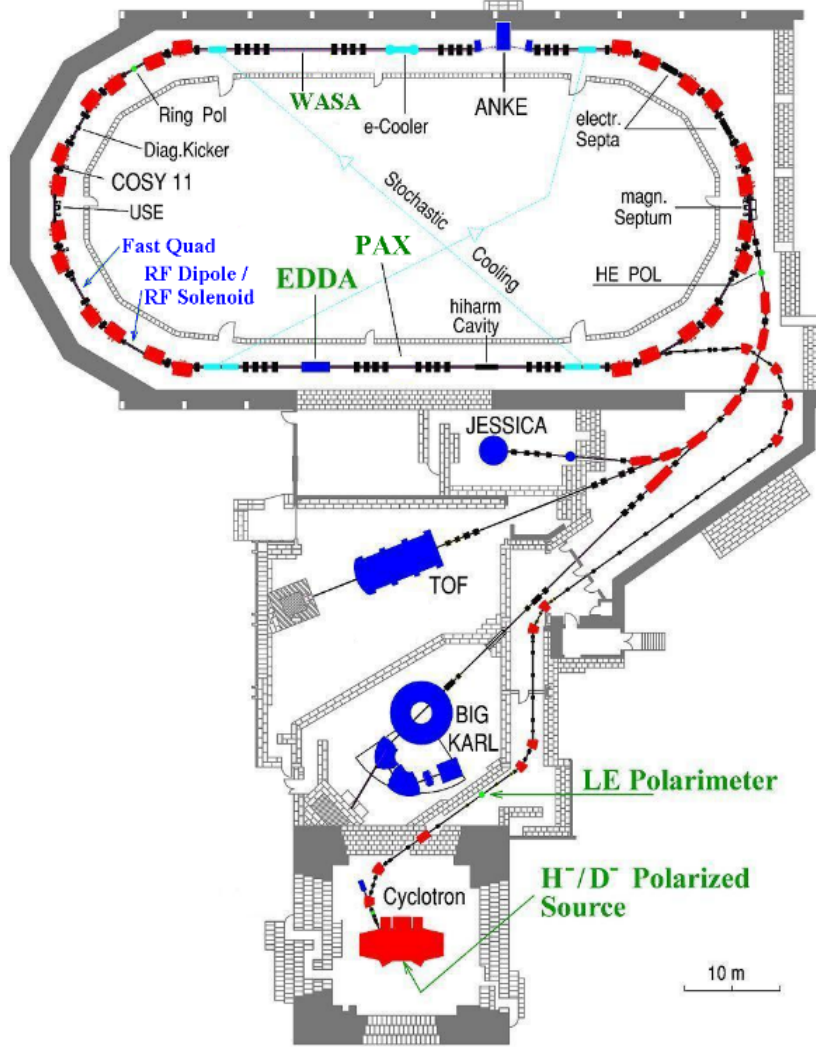 WASA
e-Cooler
ANKE
Ring Pol
electr.
Septa
Diag.Kicker
COSY 11
USE
Stochastic
magn.
Septum
Fast Quad
PAX
Cooling
RF Dipole /
RF Solenoid
EDDA
HE POL
hiharm
Cavity
JESSICA
TOF
BIG
KARL
LE Polarimeter
Cyclotron
H⁻/D⁻ Polarized
Source
10 m